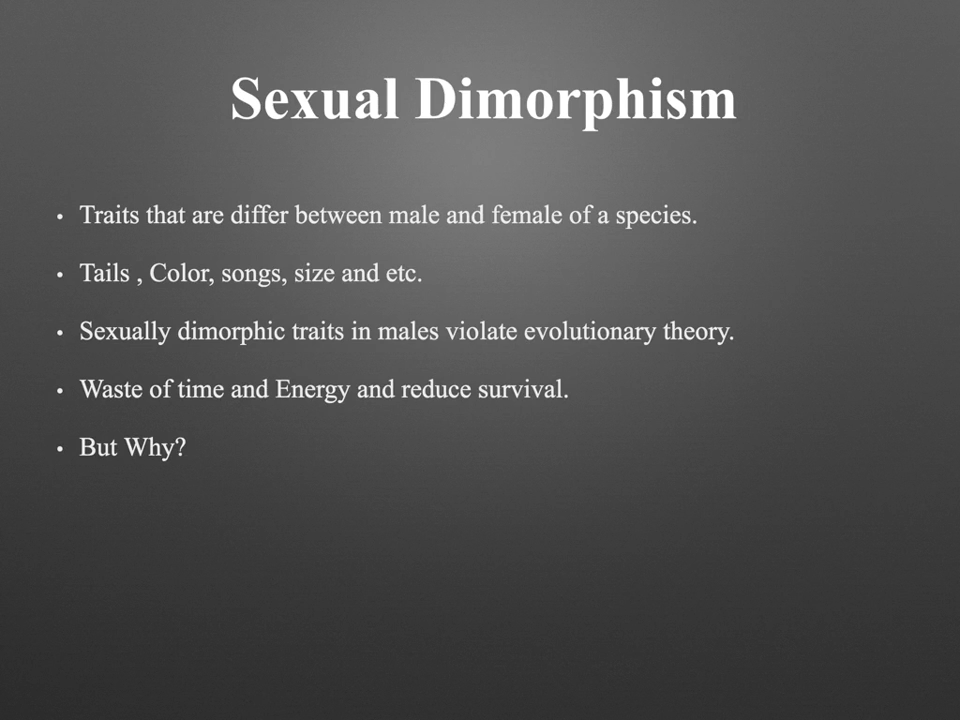 Sexual Dimorphism
• Traits that are differ between male and female of a species.
• Tails , Color, songs, size and etc.
• Sexually dimorphic traits in males violate evolutionary theory.
• Waste of time and Energy and reduce survival.
• But Why?